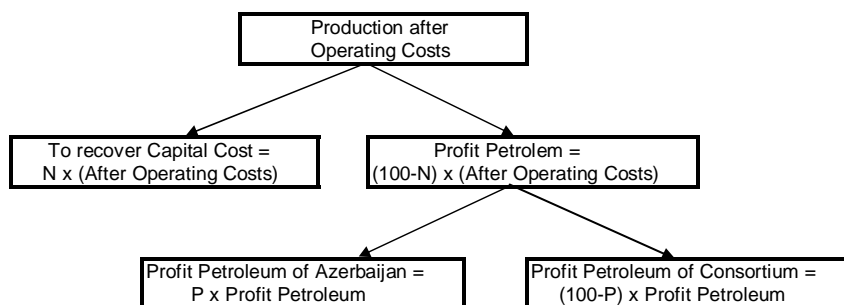 Production after
Operating Costs
To recover Capital Cost =
N x (After Operating Costs)
Profit Petrolem =
(100-N) x (After Operating Costs)
Profit Petroleum of Azerbaijan =
P x Profit Petroleum
Profit Petroleum of Consortium =
(100-P) x Profit Petroleum